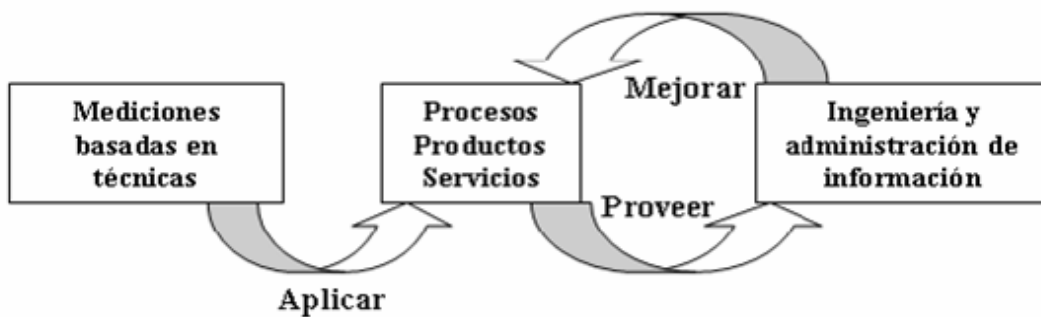 Mediciones
basadas en
técnicas
Aplicar
Procesos
Productos
Servicios
Mejorar
Proveer
Ingeniería y
administración de
información